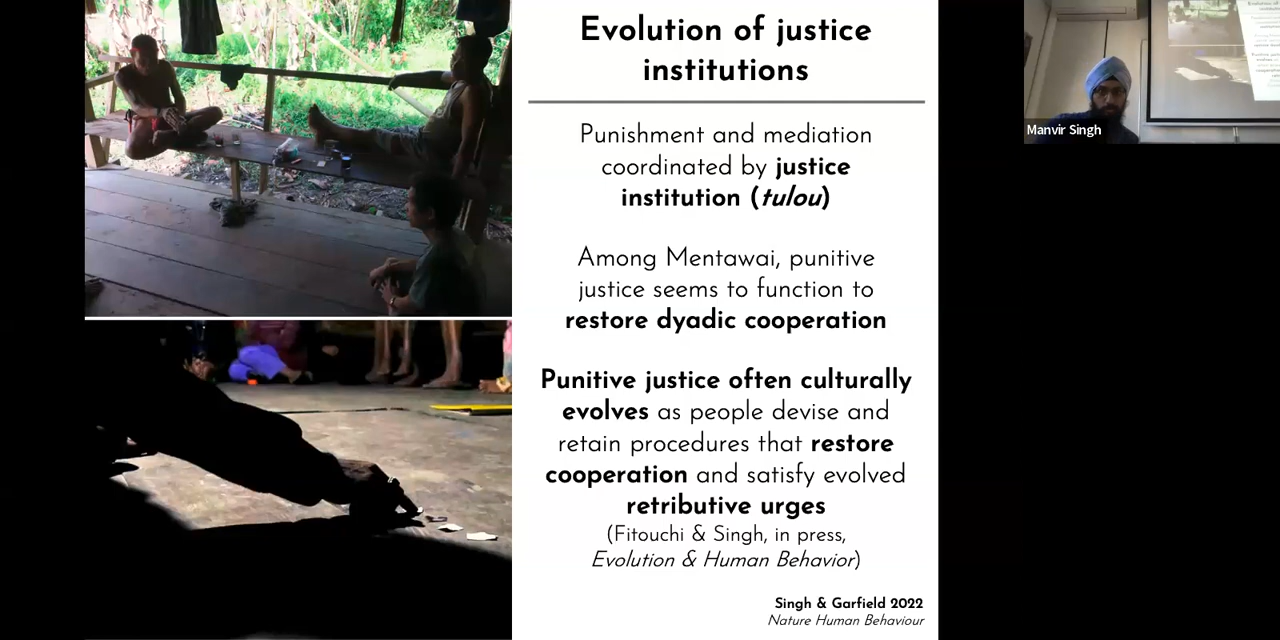 Evolution of justice
institutions
Punishment and mediation
coordinated by justice
institution (tulou)
Among Mentawai, punitive
justice seems to function to
restore dyadic cooperation
Punitive justice often culturally
evolves as people devise and
retain procedures that restore
cooperation and satisfy evolved
retributive urges
(Fitouchi & Singh, in press,
Evolution & Human Behavior)
Singh & Garfield 2022
Nature Human Behaviour
Manvir Singh